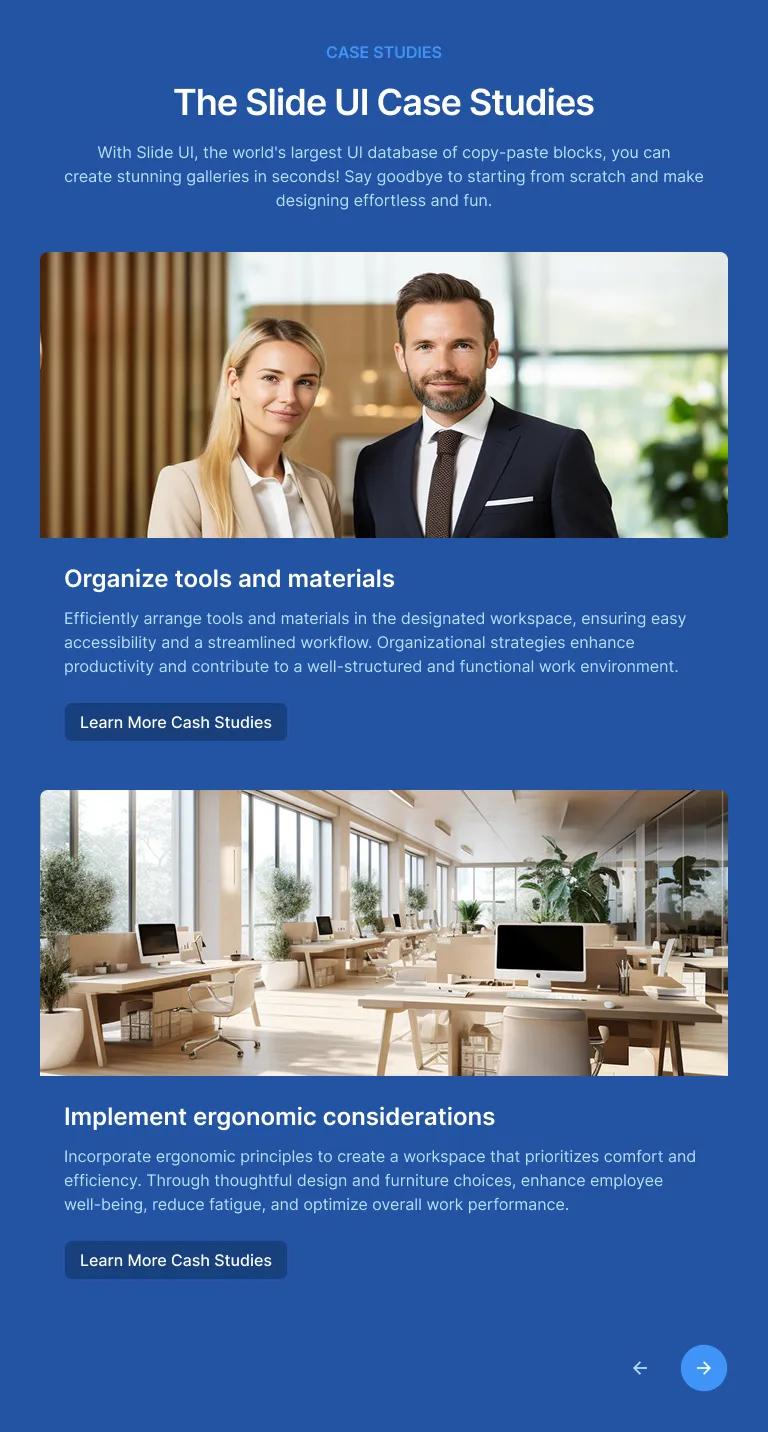 CASE STUDIES
The Slide UI Case Studies
With Slide UI, the world's largest UI database of copy-paste blocks, you can
create stunning galleries in seconds! Say goodbye to starting from scratch and make
designing effortless and fun.
Organize tools and materials
Efficiently arrange tools and materials in the designated workspace, ensuring easy
accessibility and a streamlined workflow. Organizational strategies enhance
productivity and contribute to a well-structured and functional work environment.
Learn More Cash Studies
Implement ergonomic considerations
Incorporate ergonomic principles to create a workspace that prioritizes comfort and
efficiency. Through thoughtful design and furniture choices, enhance employee
well-being, reduce fatigue, and optimize overall work performance.
Learn More Cash Studies